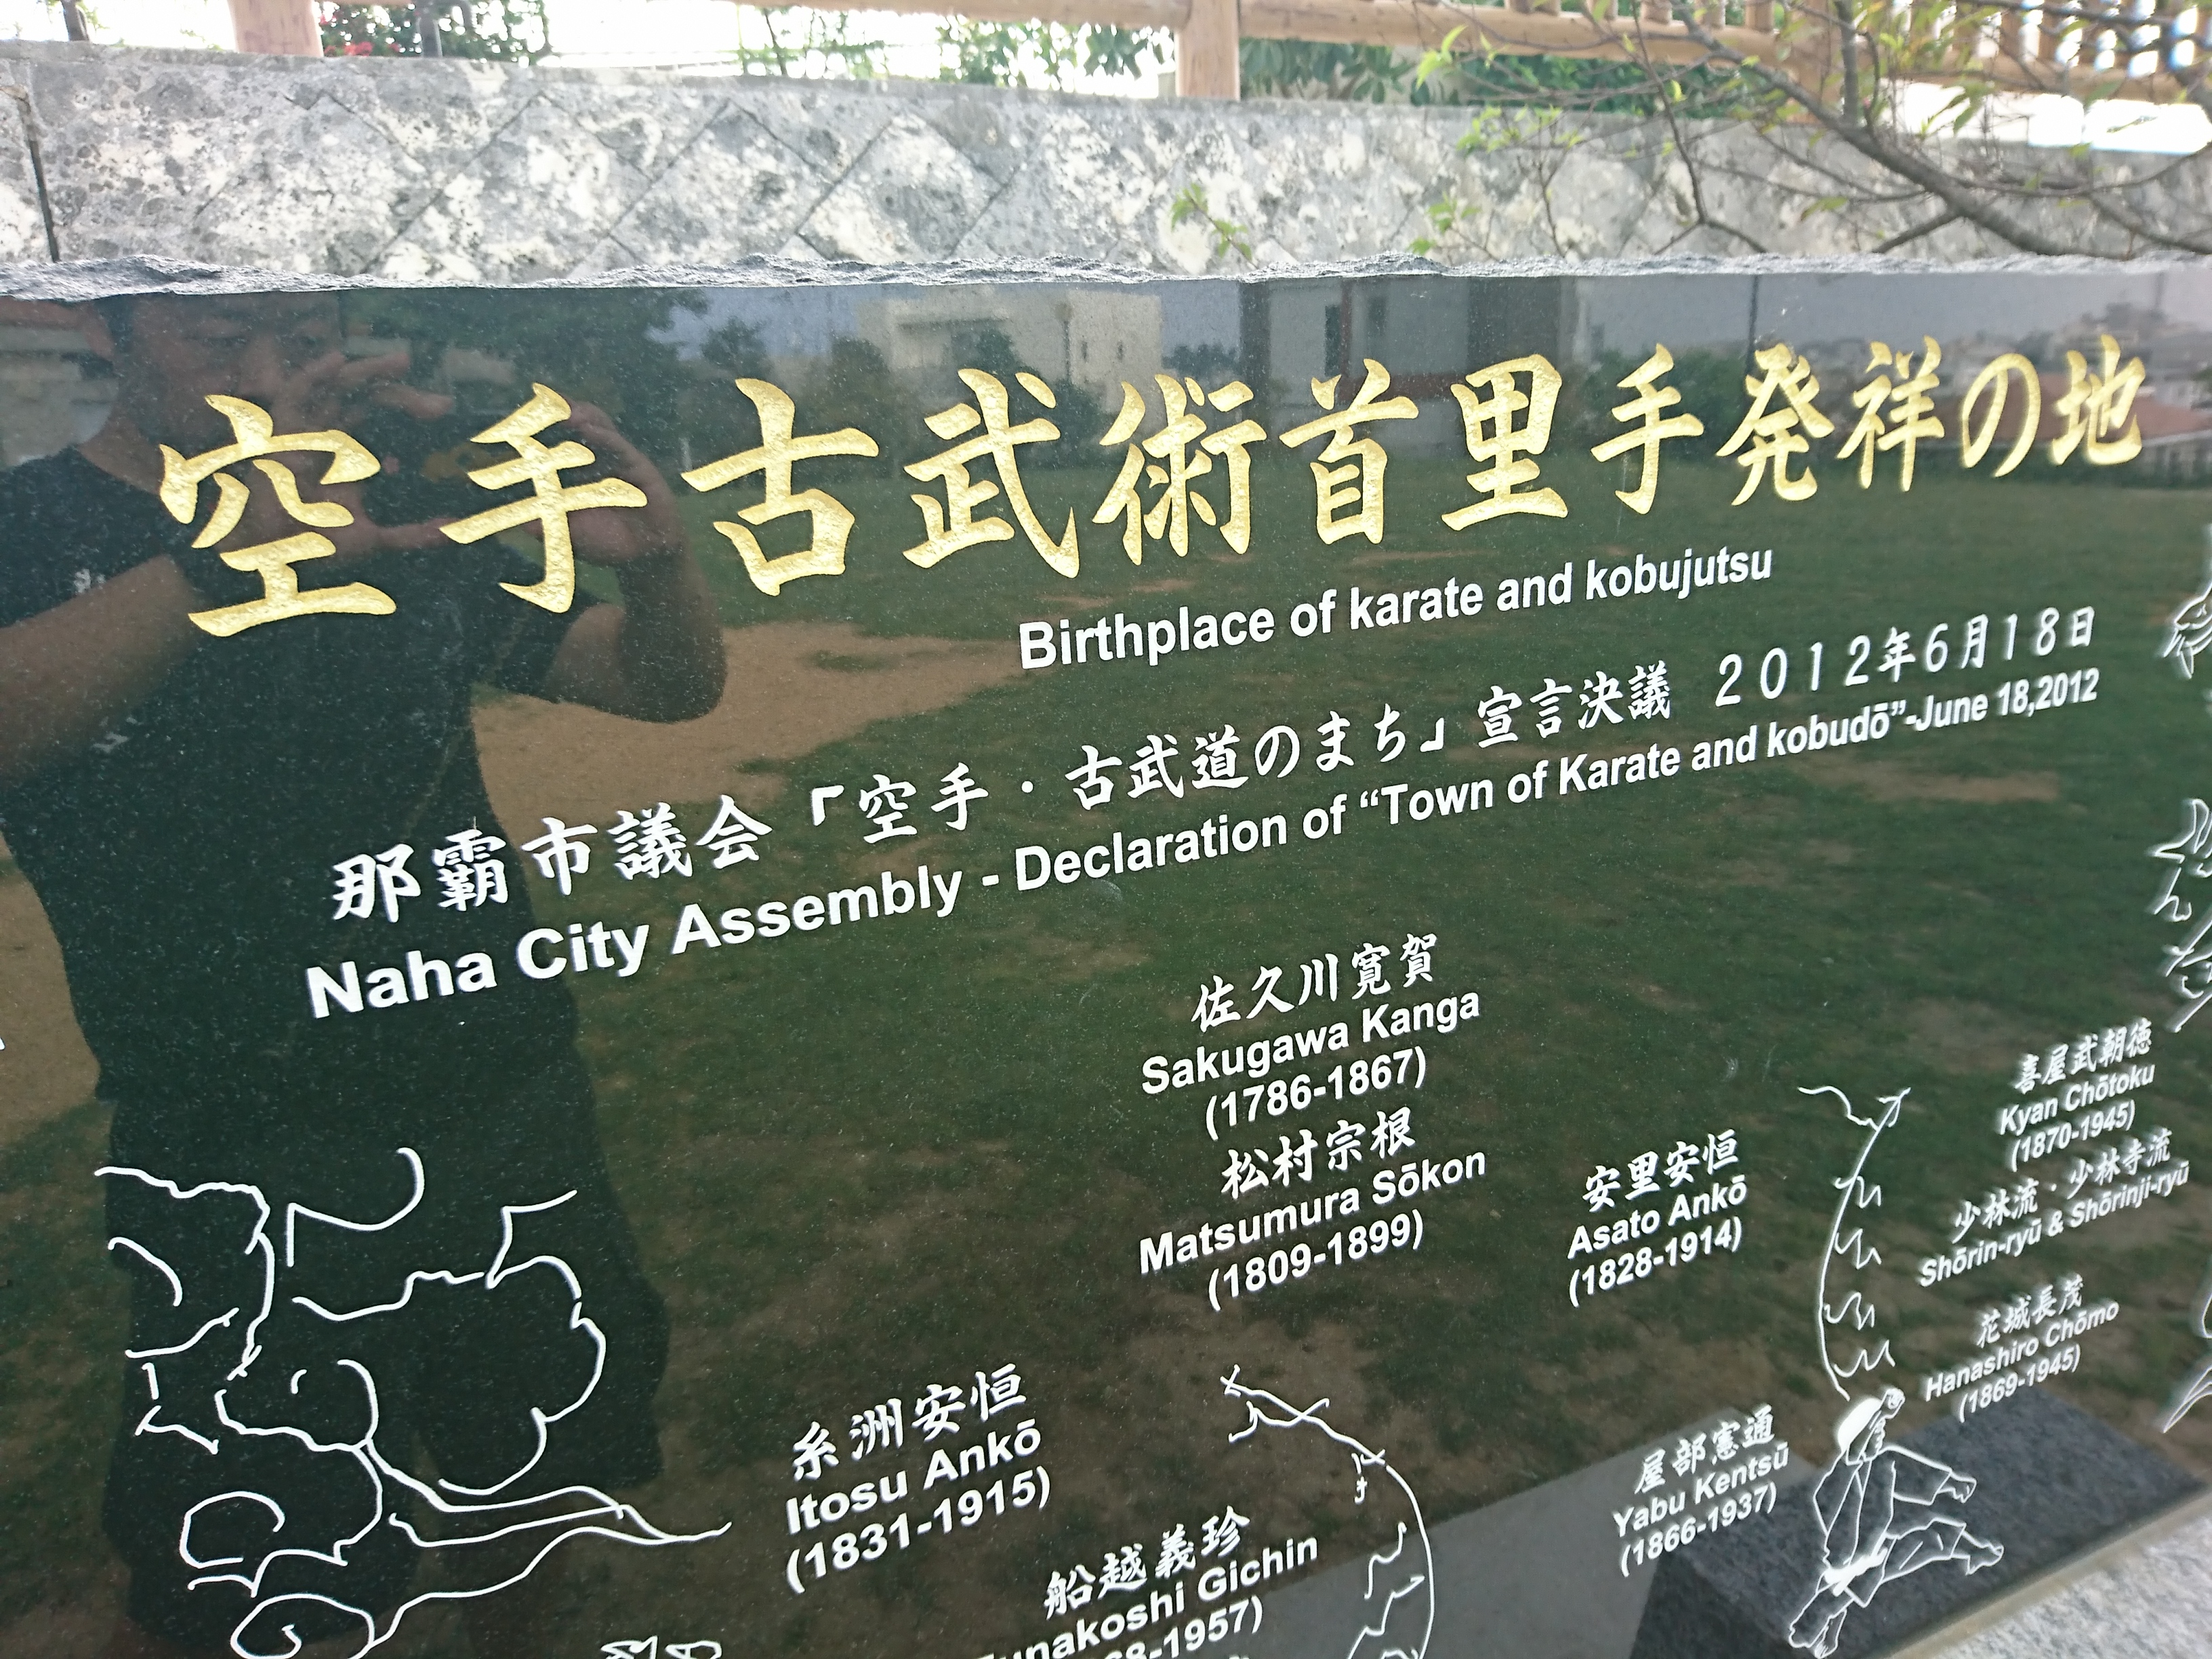 空手古武術首里手発祥の地
Birthplace of karate and kobujutsu
那覇市議会「空手・古武道のまち」宣言決議 2012年6月18日
Naha City Assembly - Declaration of “Town of Karate and kobudō”-June 18,2012
佐久川寛賀
Sakugawa Kanga
(1786-1867)
松村宗根
Matsumura Sōkon
(1809-1899)
安里安恒
Asato Ankō
(1828-1914)
喜屋武朝徳
Kyan Chōtoku
(1870-1945)
少林流・少林寺流
Shōrin-ryū & Shōrinji-ryū
花城長茂
Hanashiro Chōmo
(1869-1945)
屋部憲通
Yabu Kentsū
(1866-1937)
糸洲安恒
Itosu Ankō
(1831-1915)
船越義珍
Funakoshi Gichin
8-1957)